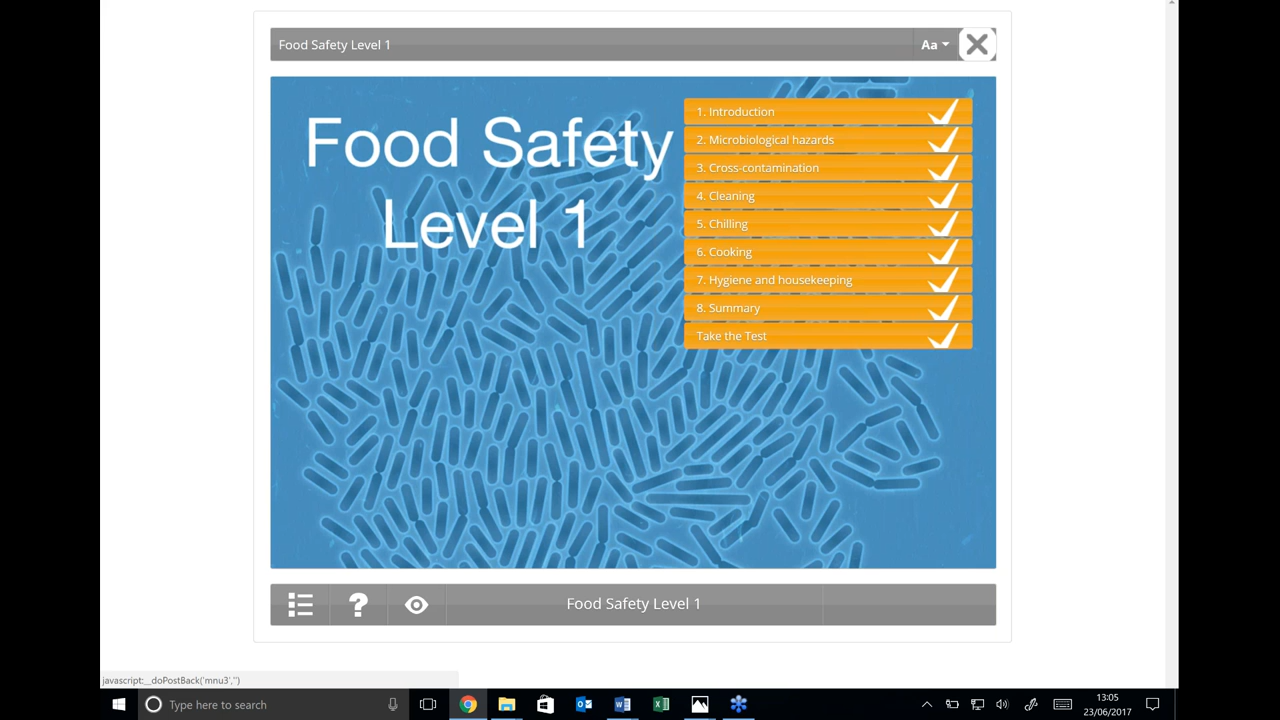 Food Safety Level 1
Aa
Food Safety
Level 1
1. Introduction
2. Microbiological hazards
3. Cross-contamination
4. Cleaning
5. Chilling
6. Cooking
7. Hygiene and housekeeping
8. Summary
Take the Test
?
Food Safety Level 1
javascript:__doPostBack('mnu3','')
Type here to search
13:05
23/06/2017